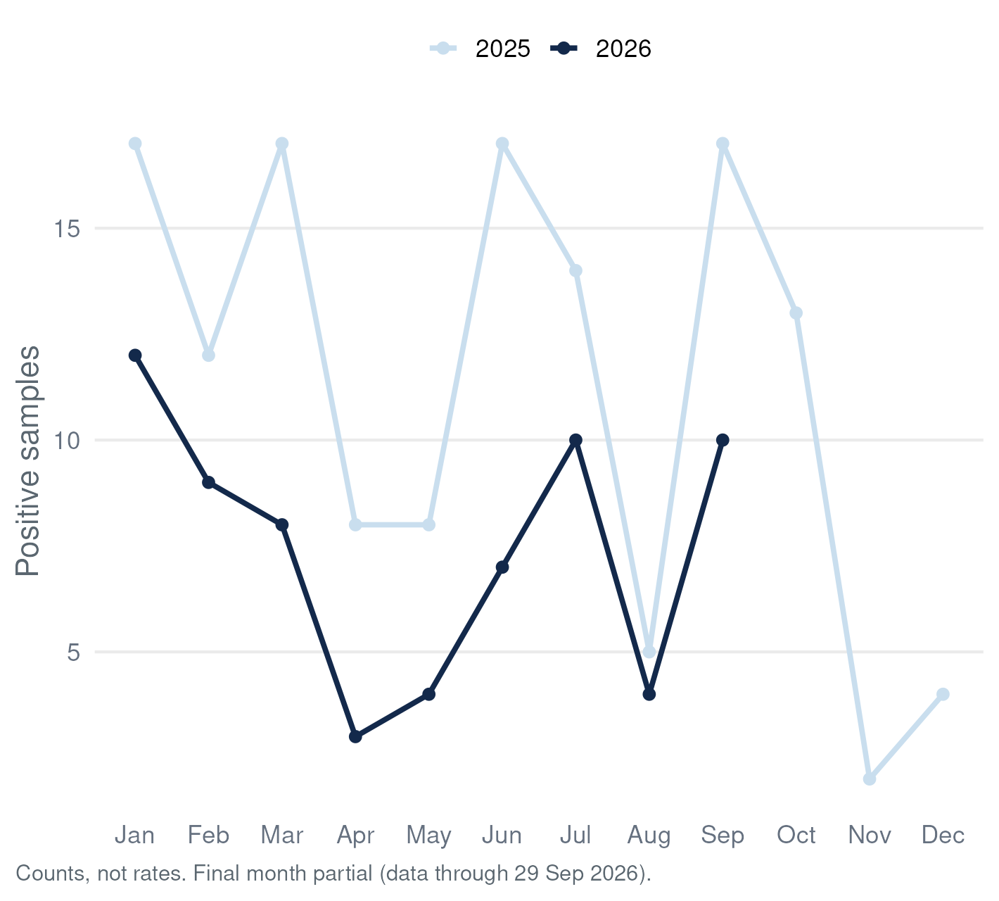 2025 2026
15
10
5
Positive samples
Jan Feb Mar Apr May Jun Jul Aug Sep Oct Nov Dec
Counts, not rates. Final month partial (data through 29 Sep 2026).